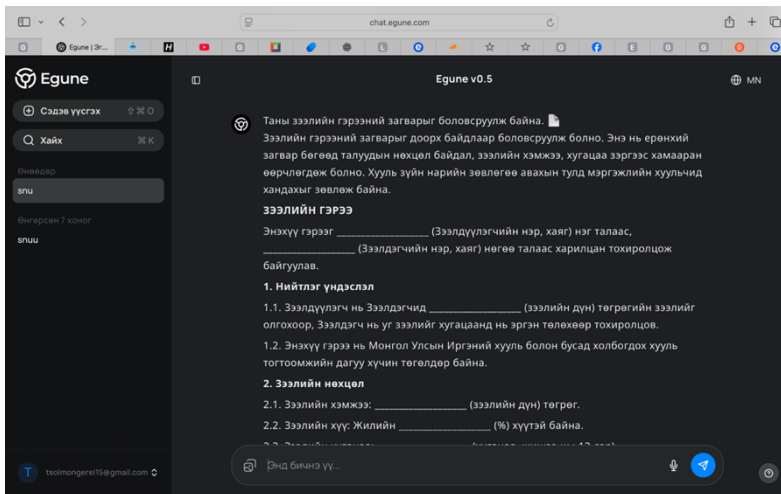 chat.egune.com
Egune | Эг...
Egune
Egune v0.5
MN
Сэдэв үүсгэх ⇧⌘O
Хайх ⌘K
Өнөөдөр
snu
Өнгөрсөн 7 хоног
snuu
Таны зээлийн гэрээний загварыг боловсруулж байна.
Зээлийн гэрээний загварыг доорх байдлаар боловсруулж болно. Энэ нь ерөнхий
загвар бөгөөд талуудын нөхцөл байдал, зээлийн хэмжээ, хугацаа зэргээс хамааран
өөрчлөгдөж болно. Хууль зүйн нарийн зөвлөгөө авахын тулд мэргэжлийн хуульчид
хандахыг зөвлөж байна.
ЗЭЭЛИЙН ГЭРЭЭ
Энэхүү гэрээг ___________________ (Зээлдүүлэгчийн нэр, хаяг) нэг талаас,
___________________ (Зээлдэгчийн нэр, хаяг) нөгөө талаас харилцан тохиролцож
байгуулав.
1. Нийтлэг үндэслэл
1.1. Зээлдүүлэгч нь Зээлдэгчид ___________________ (зээлийн дүн) төгрөгийн зээлийг
олгохоор, Зээлдэгч нь уг зээлийг хугацаанд нь эргэн төлөхөөр тохиролцов.
1.2. Энэхүү гэрээ нь Монгол Улсын Иргэний хууль болон бусад холбогдох хууль
тогтоомжийн дагуу хүчин төгөлдөр байна.
2. Зээлийн нөхцөл
2.1. Зээлийн хэмжээ: ___________________ (зээлийн дүн) төгрөг.
2.2. Зээлийн хүү: Жилийн ___________________ (%) хүүтэй байна.
Энд бичнэ үү...
T tsolmongerel15@gmail.com